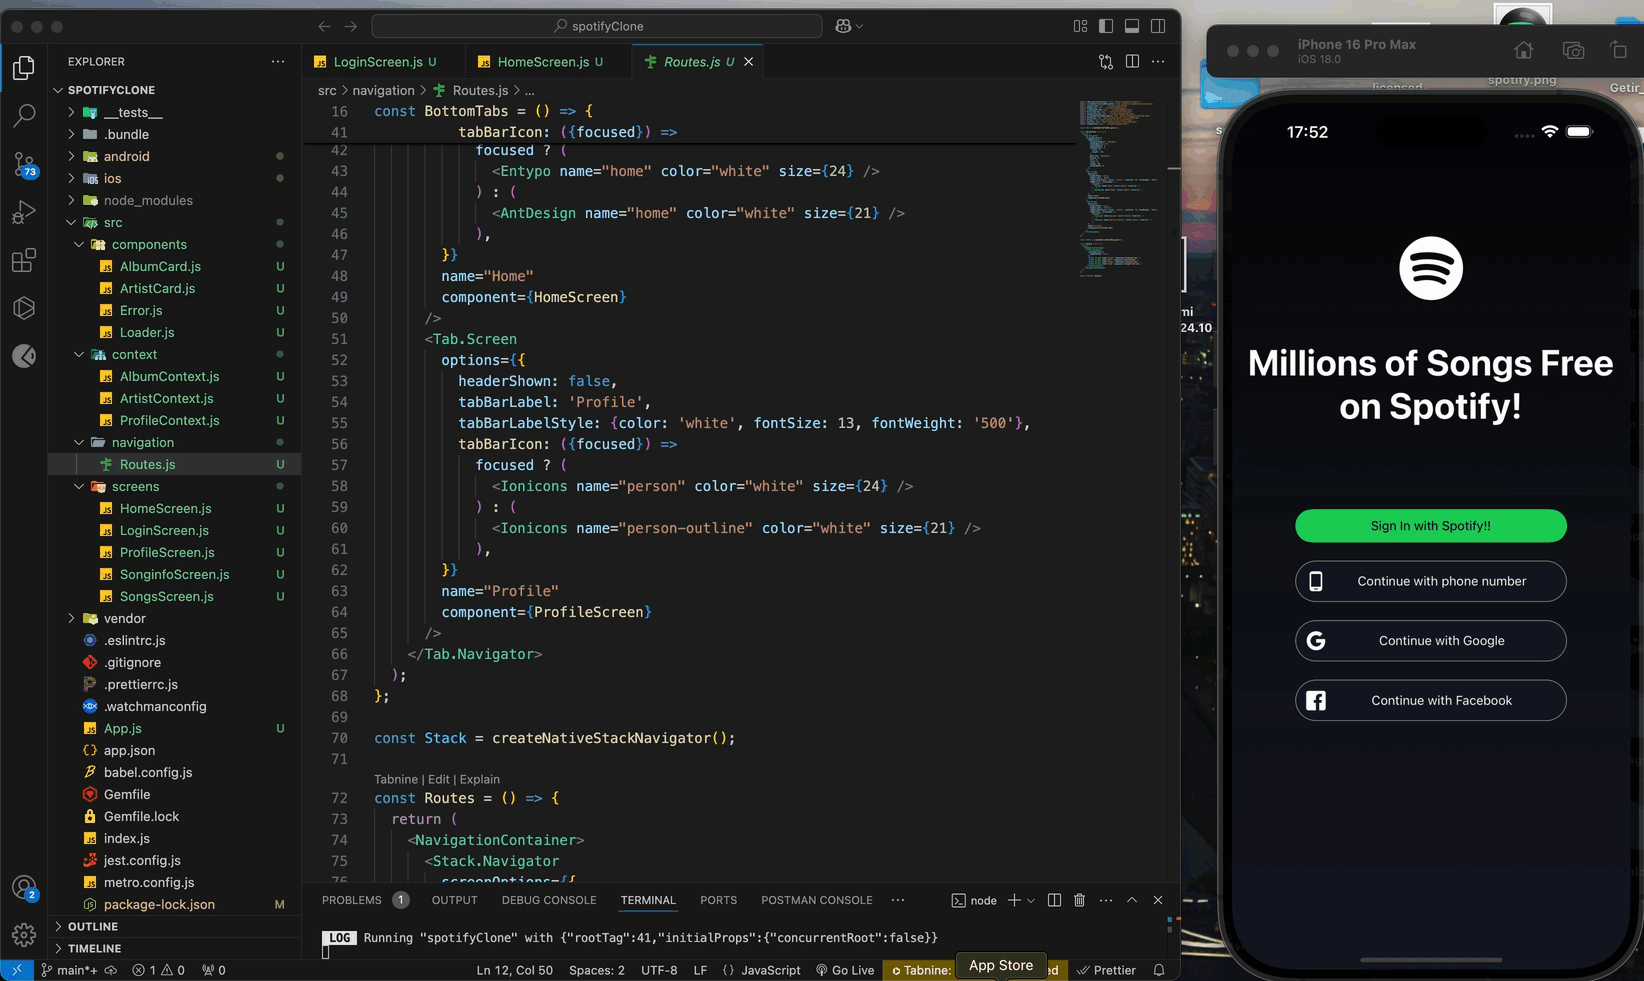 spotifyClone
EXPLORER
SPOTIFYCLONE
__tests__
.bundle
android
ios
node_modules
src
components
AlbumCard.js U
ArtistCard.js U
Error.js U
Loader.js U
context
AlbumContext.js U
ArtistContext.js U
ProfileContext.js U
navigation
Routes.js U
screens
HomeScreen.js U
LoginScreen.js U
ProfileScreen.js U
SonginfoScreen.js U
SongsScreen.js U
vendor
.eslintrc.js
.gitignore
.prettierrc.js
.watchmanconfig
App.js U
app.json
babel.config.js
Gemfile
Gemfile.lock
index.js
jest.config.js
metro.config.js
package-lock.json M
OUTLINE
TIMELINE
73
2
LoginScreen.js U
HomeScreen.js U
Routes.js U
src > navigation > Routes.js > ...
16 const BottomTabs = () => {
41 tabBarIcon: ({focused}) =>
42 focused ? (
43 <Entypo name="home" color="white" size={24} />
44 ) : (
45 <AntDesign name="home" color="white" size={21} />
46 ),
47 }}
48 name="Home"
49 component={HomeScreen}
50 />
51 <Tab.Screen
52 options={{
53 headerShown: false,
54 tabBarLabel: 'Profile',
55 tabBarLabelStyle: {color: 'white', fontSize: 13, fontWeight: '500'},
56 tabBarIcon: ({focused}) =>
57 focused ? (
58 <Ionicons name="person" color="white" size={24} />
59 ) : (
60 <Ionicons name="person-outline" color="white" size={21} />
61 ),
62 }}
63 name="Profile"
64 component={ProfileScreen}
65 />
66 </Tab.Navigator>
67 );
68 };
69
70 const Stack = createNativeStackNavigator();
71
Tabnine | Edit | Explain
72 const Routes = () => {
73 return (
74 <NavigationContainer>
75 <Stack.Navigator
76 screenOptions={{
PROBLEMS 1 OUTPUT DEBUG CONSOLE TERMINAL PORTS POSTMAN CONSOLE ... node
LOG Running "spotifyClone" with {"rootTag":41,"initialProps":{"concurrentRoot":false}}
main*+ 1 0 0 Ln 12, Col 50 Spaces: 2 UTF-8 LF {} JavaScript Go Live Tabnine: App Store Prettier
iPhone 16 Pro Max
iOS 18.0
spotify.png
licensed
Getir_
24.10
17:52
Millions of Songs Free
on Spotify!
Sign In with Spotify!!
Continue with phone number
Continue with Google
Continue with Facebook